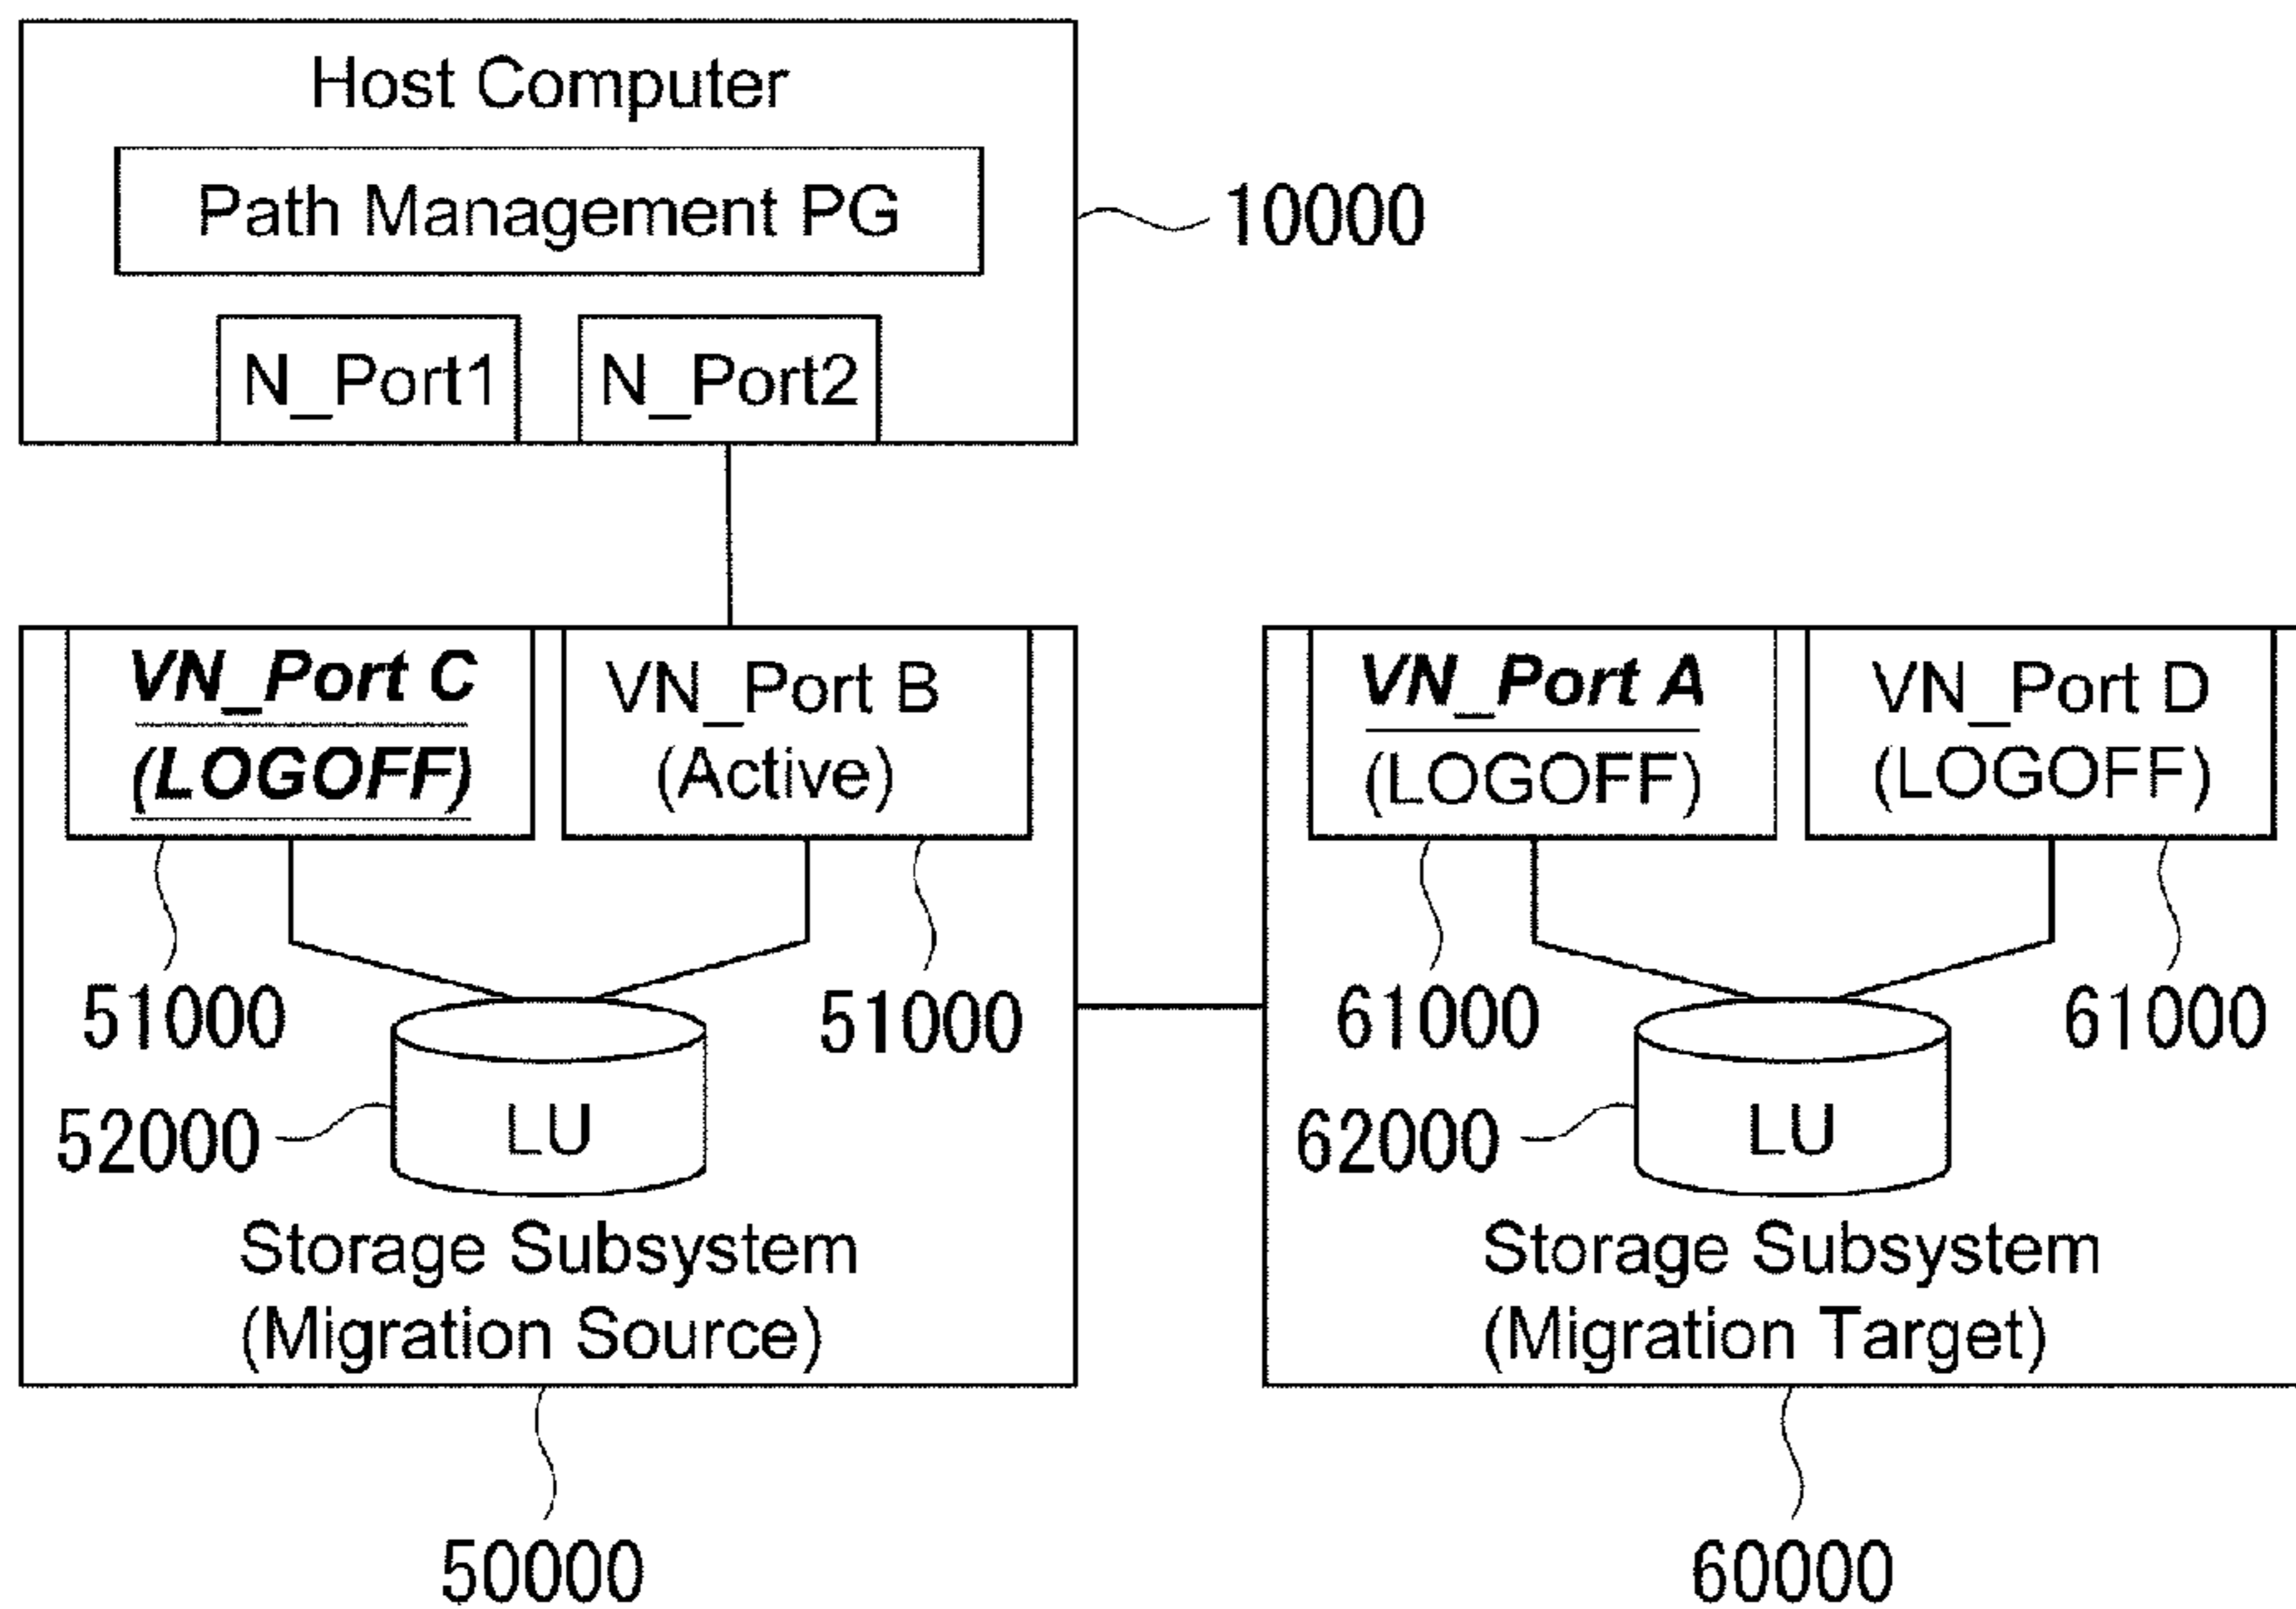 Host Computer
Path Management PG
10000
N_Port1
N_Port2
VN_Port C
(LOGOFF)
VN_Port B
(Active)
VN_Port A
(LOGOFF)
VN_Port D
(LOGOFF)
51000
51000
61000
61000
52000
LU
62000
LU
Storage Subsystem
(Migration Source)
Storage Subsystem
(Migration Target)
50000
60000